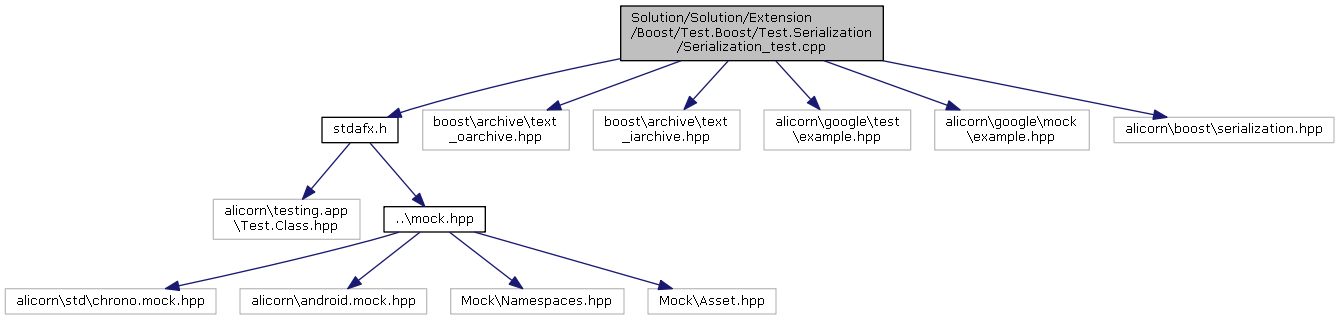 Solution/Solution/Extension
/Boost/Test.Boost/Test.Serialization
/Serialization_test.cpp
stdafx.h
boost\archive\text
_oarchive.hpp
boost\archive\text
_iarchive.hpp
alicorn\google\test
\example.hpp
alicorn\google\mock
\example.hpp
alicorn\boost\serialization.hpp
alicorn\testing.app
\Test.Class.hpp
..\mock.hpp
alicorn\std\chrono.mock.hpp
alicorn\android.mock.hpp
Mock\Namespaces.hpp
Mock\Asset.hpp